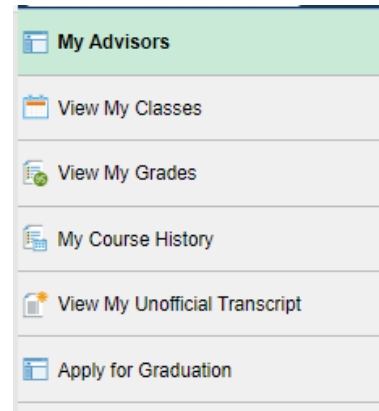 My Advisors
View My Classes
View My Grades
My Course History
View My Unofficial Transcript
Apply for Graduation